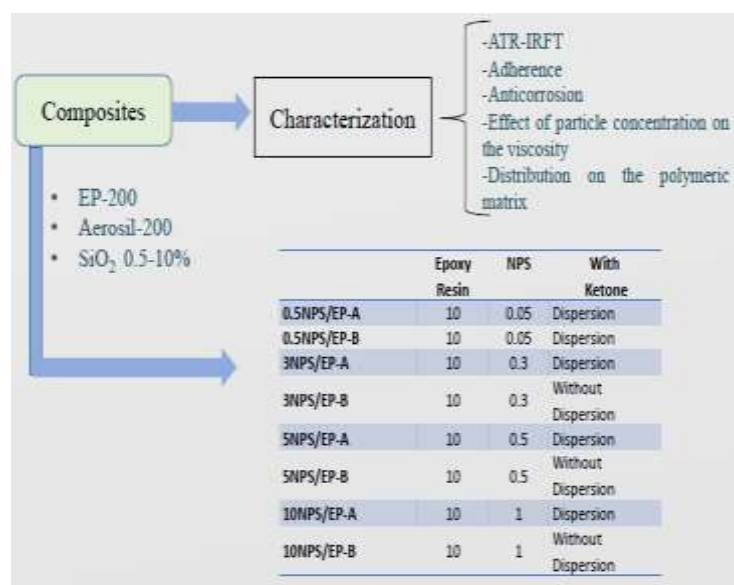 -ATR-IRFT
-Adherence
-Anticorrosion
-Effect of particle concentration on
the viscosity
-Distribution on the polymeric
matrix
Composites
Characterization
• EP-200
• Aerosil-200
• SiO₂ 0.5-10%
Epoxy Resin NPS With Ketone
0.5NPS/EP-A 10 0.05 Dispersion
0.5NPS/EP-B 10 0.05 Dispersion
3NPS/EP-A 10 0.3 Dispersion
3NPS/EP-B 10 0.3 Without Dispersion
5NPS/EP-A 10 0.5 Dispersion
5NPS/EP-B 10 0.5 Without Dispersion
10NPS/EP-A 10 1 Dispersion
10NPS/EP-B 10 1 Without Dispersion